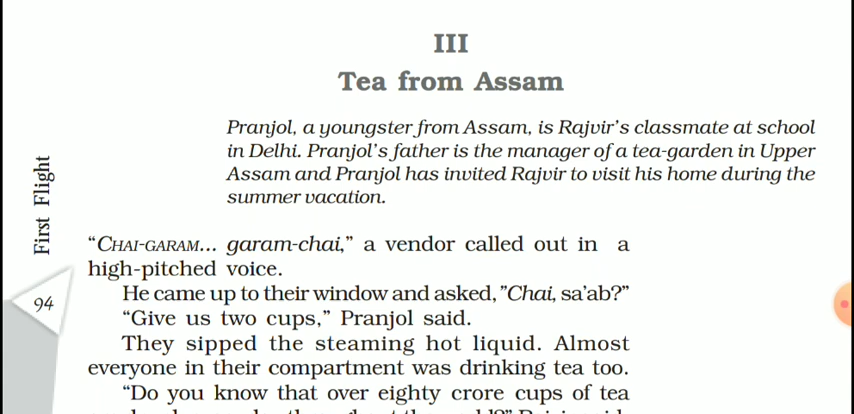 III
Tea from Assam
Pranjol, a youngster from Assam, is Rajvir's classmate at school
in Delhi. Pranjol's father is the manager of a tea-garden in Upper
Assam and Pranjol has invited Rajvir to visit his home during the
summer vacation.
First Flight
94
“CHAI-GARAM... garam-chai,” a vendor called out in a
high-pitched voice.
He came up to their window and asked, ”Chai, sa'ab?”
“Give us two cups,” Pranjol said.
They sipped the steaming hot liquid. Almost
everyone in their compartment was drinking tea too.
“Do you know that over eighty crore cups of tea